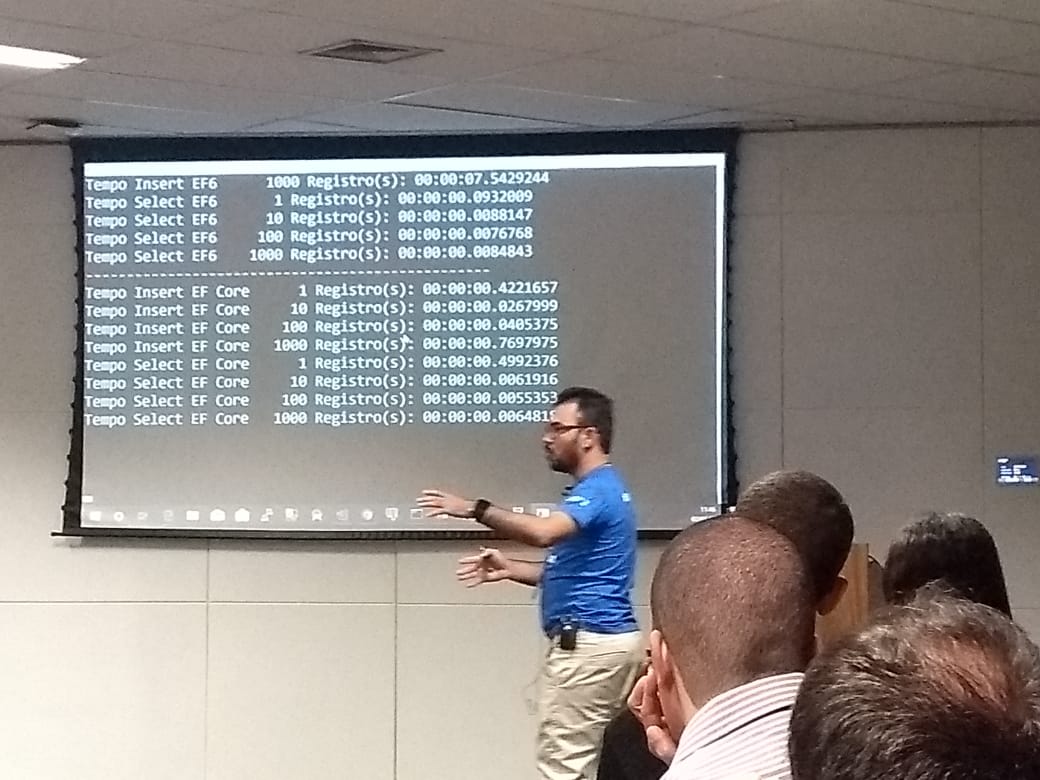 Tempo Insert EF6 1000 Registro(s): 00:00:07.5429244
Tempo Select EF6 1 Registro(s): 00:00:00.0932009
Tempo Select EF6 10 Registro(s): 00:00:00.0088147
Tempo Select EF6 100 Registro(s): 00:00:00.0076768
Tempo Select EF6 1000 Registro(s): 00:00:00.0084843
--------------------------------------------------
Tempo Insert EF Core 1 Registro(s): 00:00:00.4221657
Tempo Insert EF Core 10 Registro(s): 00:00:00.0267999
Tempo Insert EF Core 100 Registro(s): 00:00:00.0405375
Tempo Insert EF Core 1000 Registro(s): 00:00:00.7697975
Tempo Select EF Core 1 Registro(s): 00:00:00.4992376
Tempo Select EF Core 10 Registro(s): 00:00:00.0061916
Tempo Select EF Core 100 Registro(s): 00:00:00.0055353
Tempo Select EF Core 1000 Registro(s): 00:00:00.006481